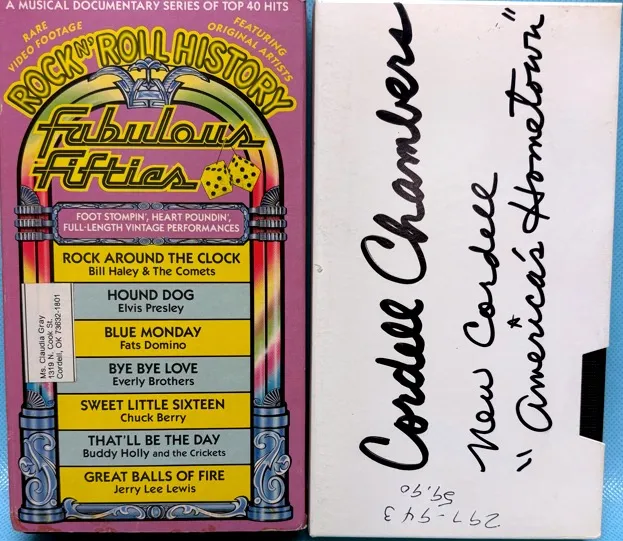 A MUSICAL DOCUMENTARY SERIES OF TOP 40 HITS
RARE
VIDEO FOOTAGE
FEATURING
ORIGINAL ARTISTS
ROCK N' ROLL HISTORY
Fabulous
Fifties
FOOT STOMPIN', HEART POUNDIN',
FULL-LENGTH VINTAGE PERFORMANCES
ROCK AROUND THE CLOCK
Bill Haley & The Comets
HOUND DOG
Elvis Presley
BLUE MONDAY
Fats Domino
BYE BYE LOVE
Everly Brothers
SWEET LITTLE SIXTEEN
Chuck Berry
THAT'LL BE THE DAY
Buddy Holly and the Crickets
GREAT BALLS OF FIRE
Jerry Lee Lewis
Ms. Claudia Gray
1319 N. Cook St.
Cordell, OK 73632-1801
Cordell Chambers
New Cordell
"America's Hometown"
297-943
59.90